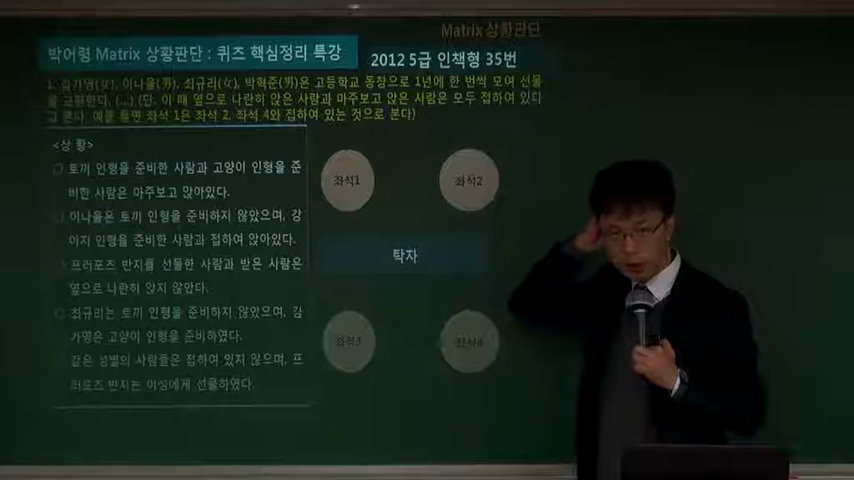 Matrix 상황판단
박어령 Matrix 상황판단 : 퀴즈 핵심정리 특강
2012 5급 인책형 35번
1. 김가영(女), 이나울(男), 최규리(女), 박혁준(男)은 고등학교 동창으로 1년에 한 번씩 모여 선물
을 교환한다. (…) (단, 이 때 옆으로 나란히 앉은 사람과 마주보고 앉은 사람은 모두 접하여 있다
고 본다. 예를 들면 좌석 1은 좌석 2, 좌석 4와 접하여 있는 것으로 본다)
<상 황>
토끼 인형을 준비한 사람과 고양이 인형을 준
비한 사람은 마주보고 앉아있다.
이나울은 토끼 인형을 준비하지 않았으며, 강
아지 인형을 준비한 사람과 접하여 앉아있다.
프러포즈 반지를 선물한 사람과 받은 사람은
옆으로 나란히 앉지 않았다.
최규리는 토끼 인형을 준비하지 않았으며, 김
가영은 고양이 인형을 준비하였다.
같은 성별의 사람들은 접하여 있지 않으며, 프
러포즈 반지는 이성에게 선물하였다.
좌석1
좌석2
탁자
좌석3
좌석4